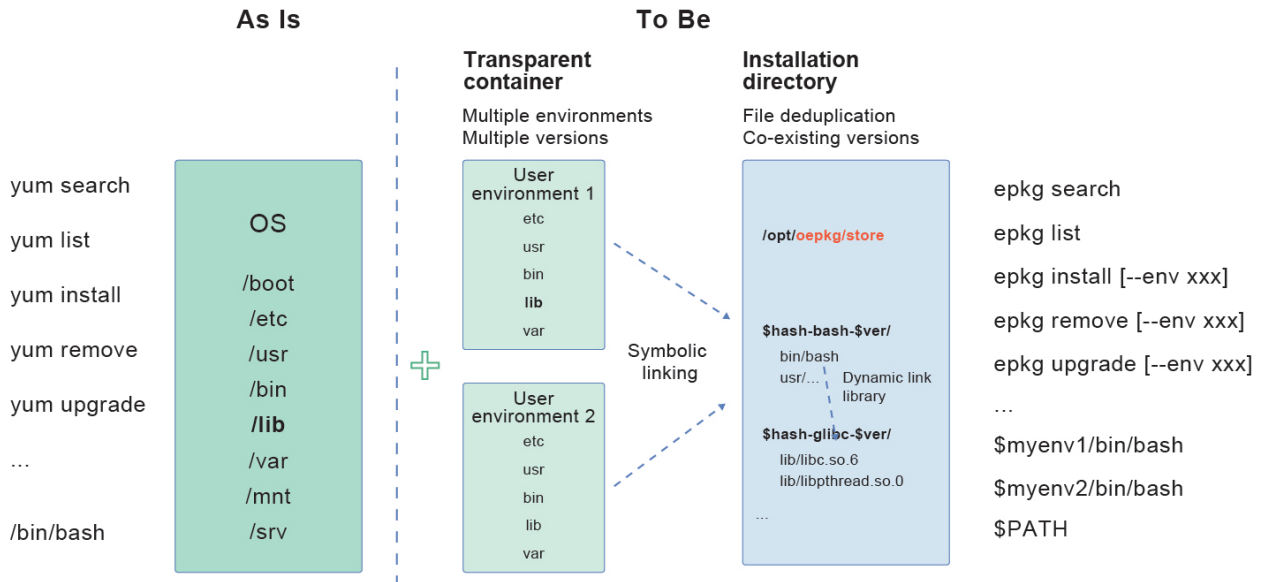 As Is
To Be
yum search
yum list
yum install
yum remove
yum upgrade
...
/bin/bash
OS
/boot
/etc
/usr
/bin
/lib
/var
/mnt
/srv
Transparent
container
Multiple environments
Multiple versions
User
environment 1
etc
usr
bin
lib
var
User
environment 2
etc
usr
bin
lib
var
Symbolic
linking
Installation
directory
File deduplication
Co-existing versions
/opt/oepkg/store
$hash-bash-$ver/
bin/bash
usr/...
Dynamic link
library
$hash-glibc-$ver/
lib/libc.so.6
lib/libpthread.so.0
...
epkg search
epkg list
epkg install [--env xxx]
epkg remove [--env xxx]
epkg upgrade [--env xxx]
...
$myenv1/bin/bash
$myenv2/bin/bash
$PATH